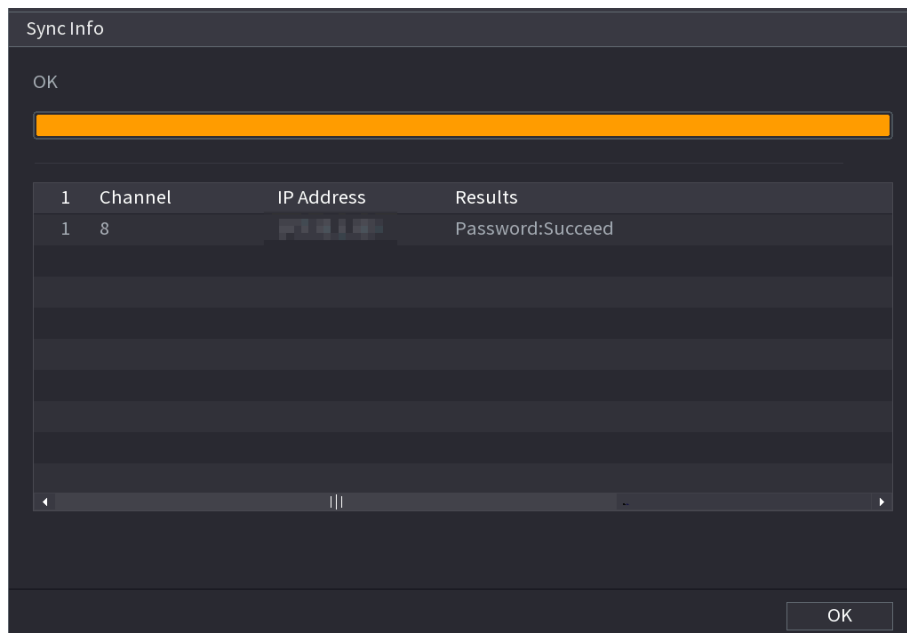 Sync Info
OK
1 Channel IP Address Results
1 8 Password:Succeed
OK